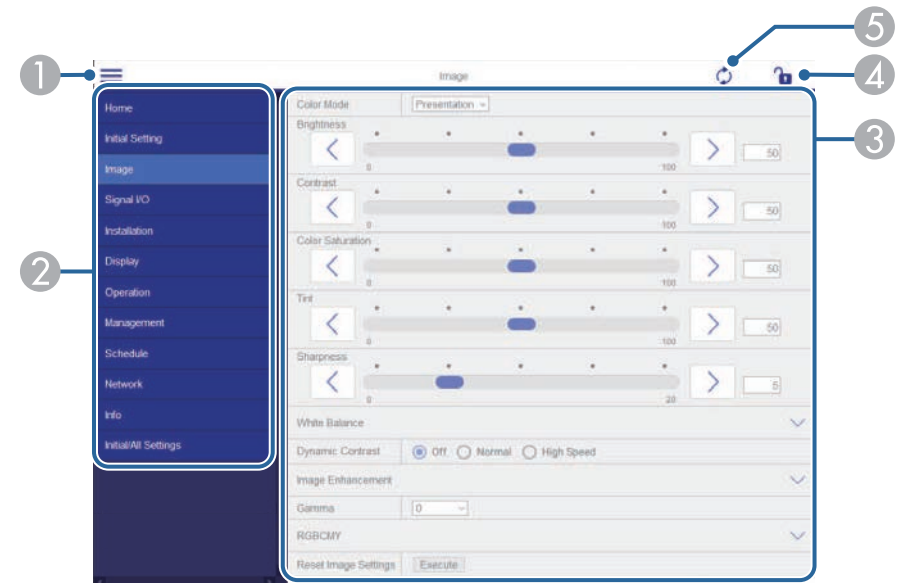 5
1
Image
4
Home
Initial Setting
Image
Signal I/O
Installation
Display
Operation
Management
Schedule
Network
Info
Initial/All Settings
2
Color Mode Presentation
Brightness
0 100 50
Contrast
0 100 50
Color Saturation
0 100 50
Tint
0 100 50
Sharpness
0 20 5
White Balance
Dynamic Contrast Off Normal High Speed
Image Enhancement
Gamma 0
RGBCMY
Reset Image Settings Execute
3